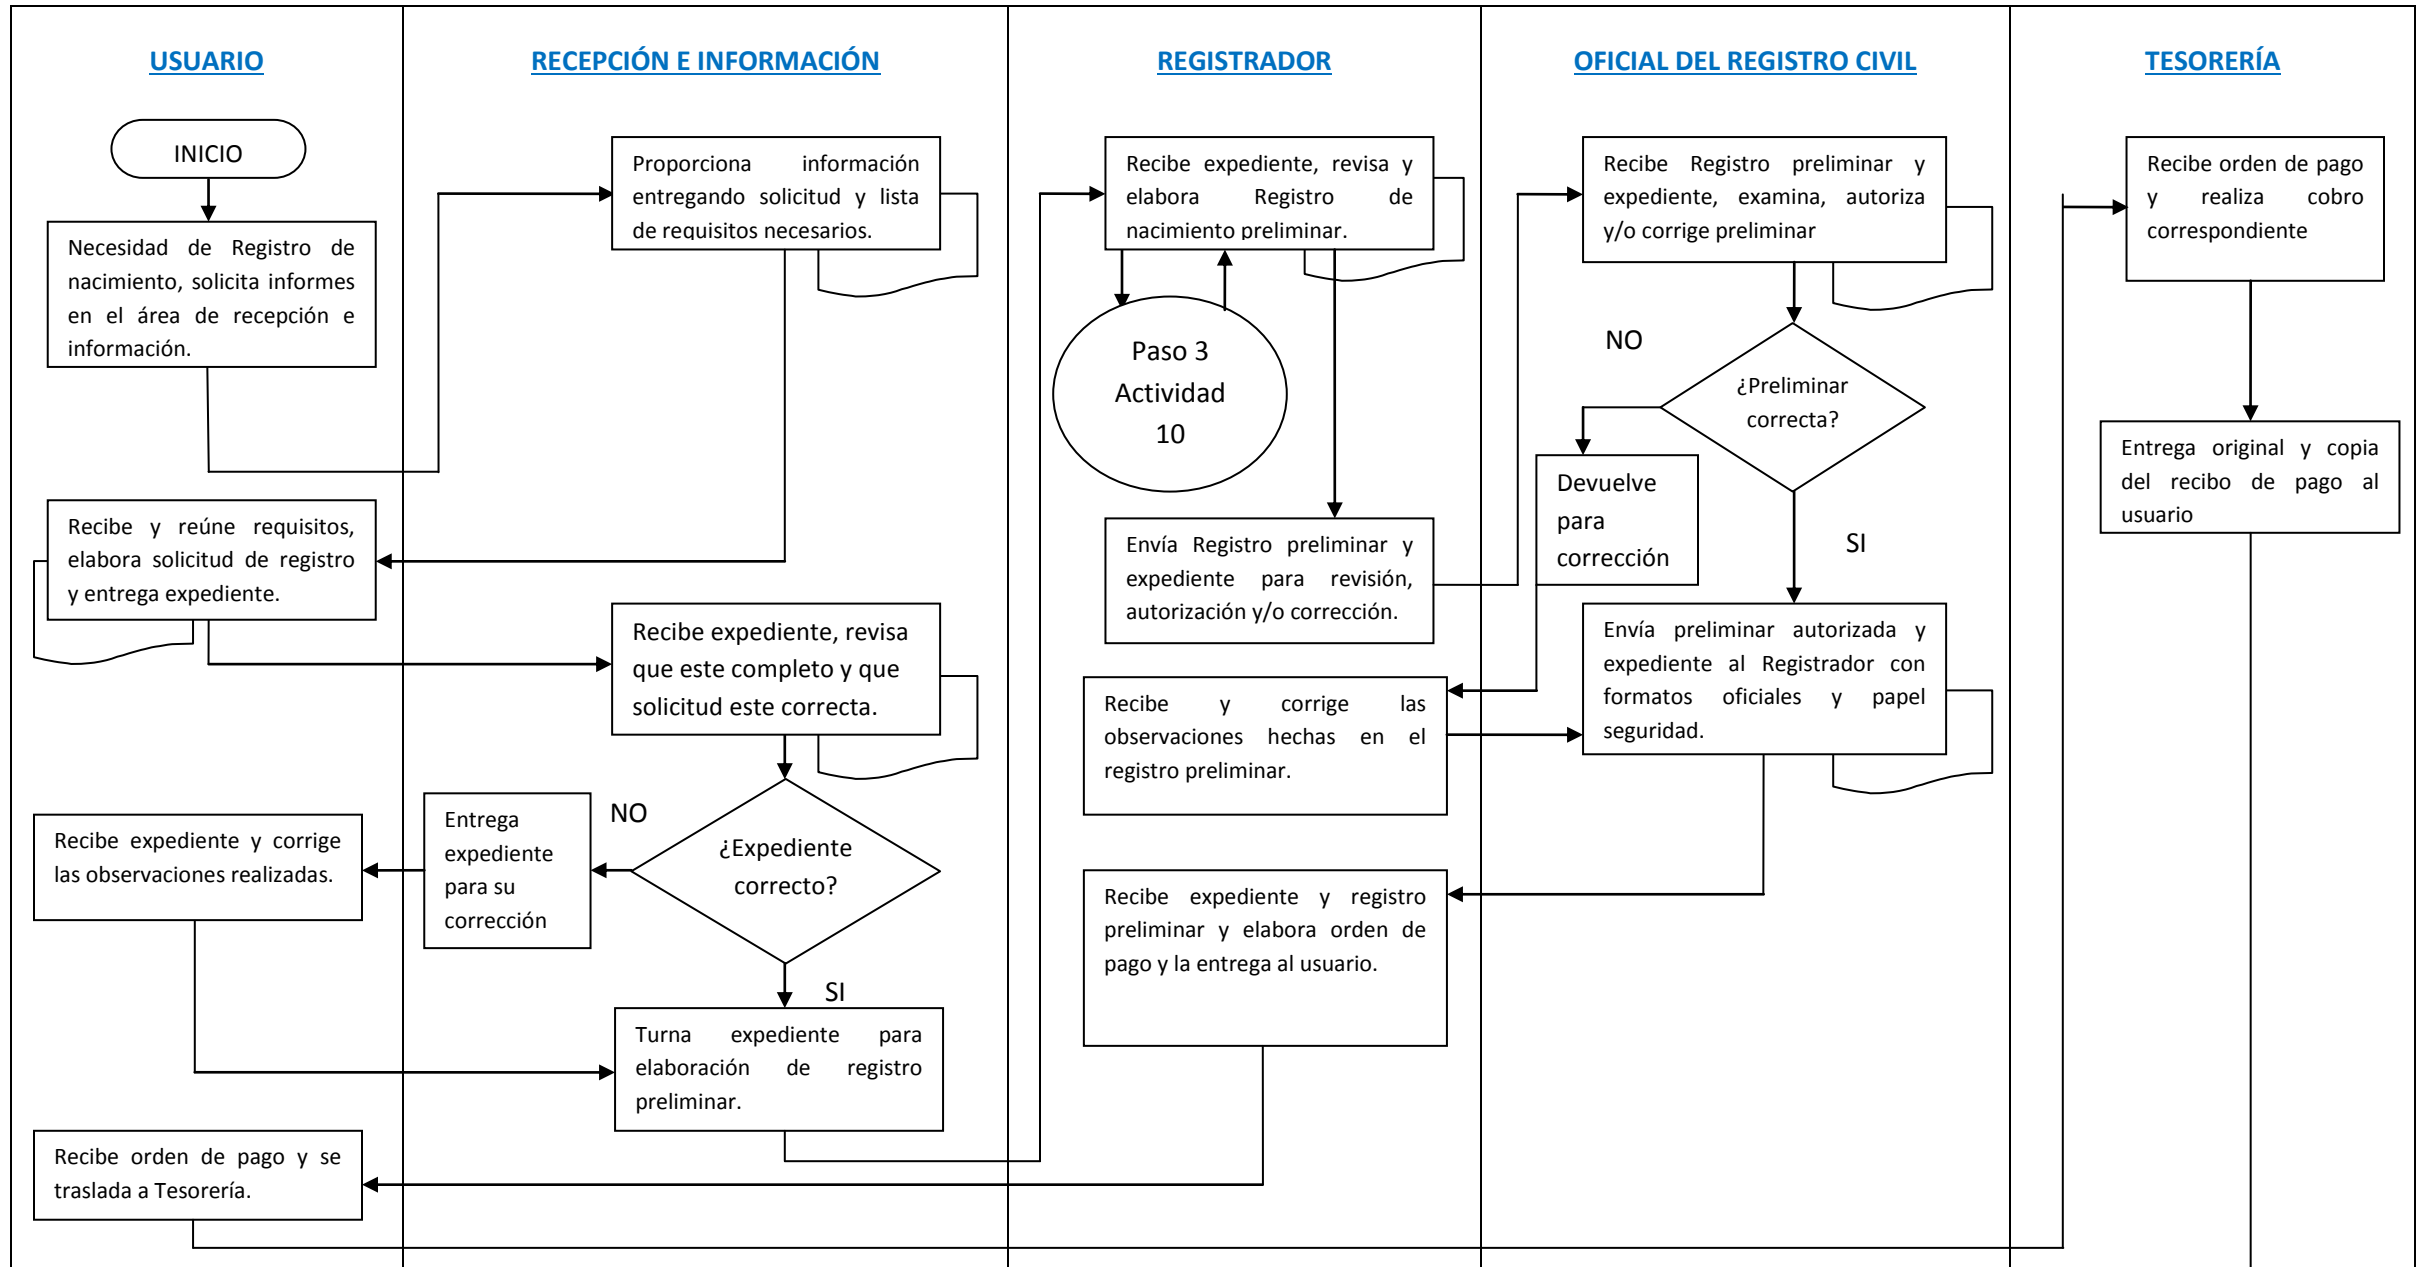 USUARIO
RECEPCIÓN E INFORMACIÓN
REGISTRADOR
OFICIAL DEL REGISTRO CIVIL
TESORERÍA
INICIO
Necesidad de Registro de
nacimiento, solicita informes
en el área de recepción e
información.
Recibe y reúne requisitos,
elabora solicitud de registro
y entrega expediente.
Recibe expediente y corrige
las observaciones realizadas.
Recibe orden de pago y se
traslada a Tesorería.
Proporciona información
entregando solicitud y lista
de requisitos necesarios.
Recibe expediente, revisa
que este completo y que
solicitud este correcta.
NO
Entrega
expediente
para su
corrección
¿Expediente
correcto?
SI
Turna expediente para
elaboración de registro
preliminar.
Recibe expediente, revisa y
elabora Registro de
nacimiento preliminar.
Paso 3
Actividad
10
Envía Registro preliminar y
expediente para revisión,
autorización y/o corrección.
Recibe y corrige las
observaciones hechas en el
registro preliminar.
Recibe expediente y registro
preliminar y elabora orden de
pago y la entrega al usuario.
Recibe Registro preliminar y
expediente, examina, autoriza
y/o corrige preliminar
NO
¿Preliminar
correcta?
Devuelve
para
corrección
SI
Envía preliminar autorizada y
expediente al Registrador con
formatos oficiales y papel
seguridad.
Recibe orden de pago
y realiza cobro
correspondiente
Entrega original y copia
del recibo de pago al
usuario